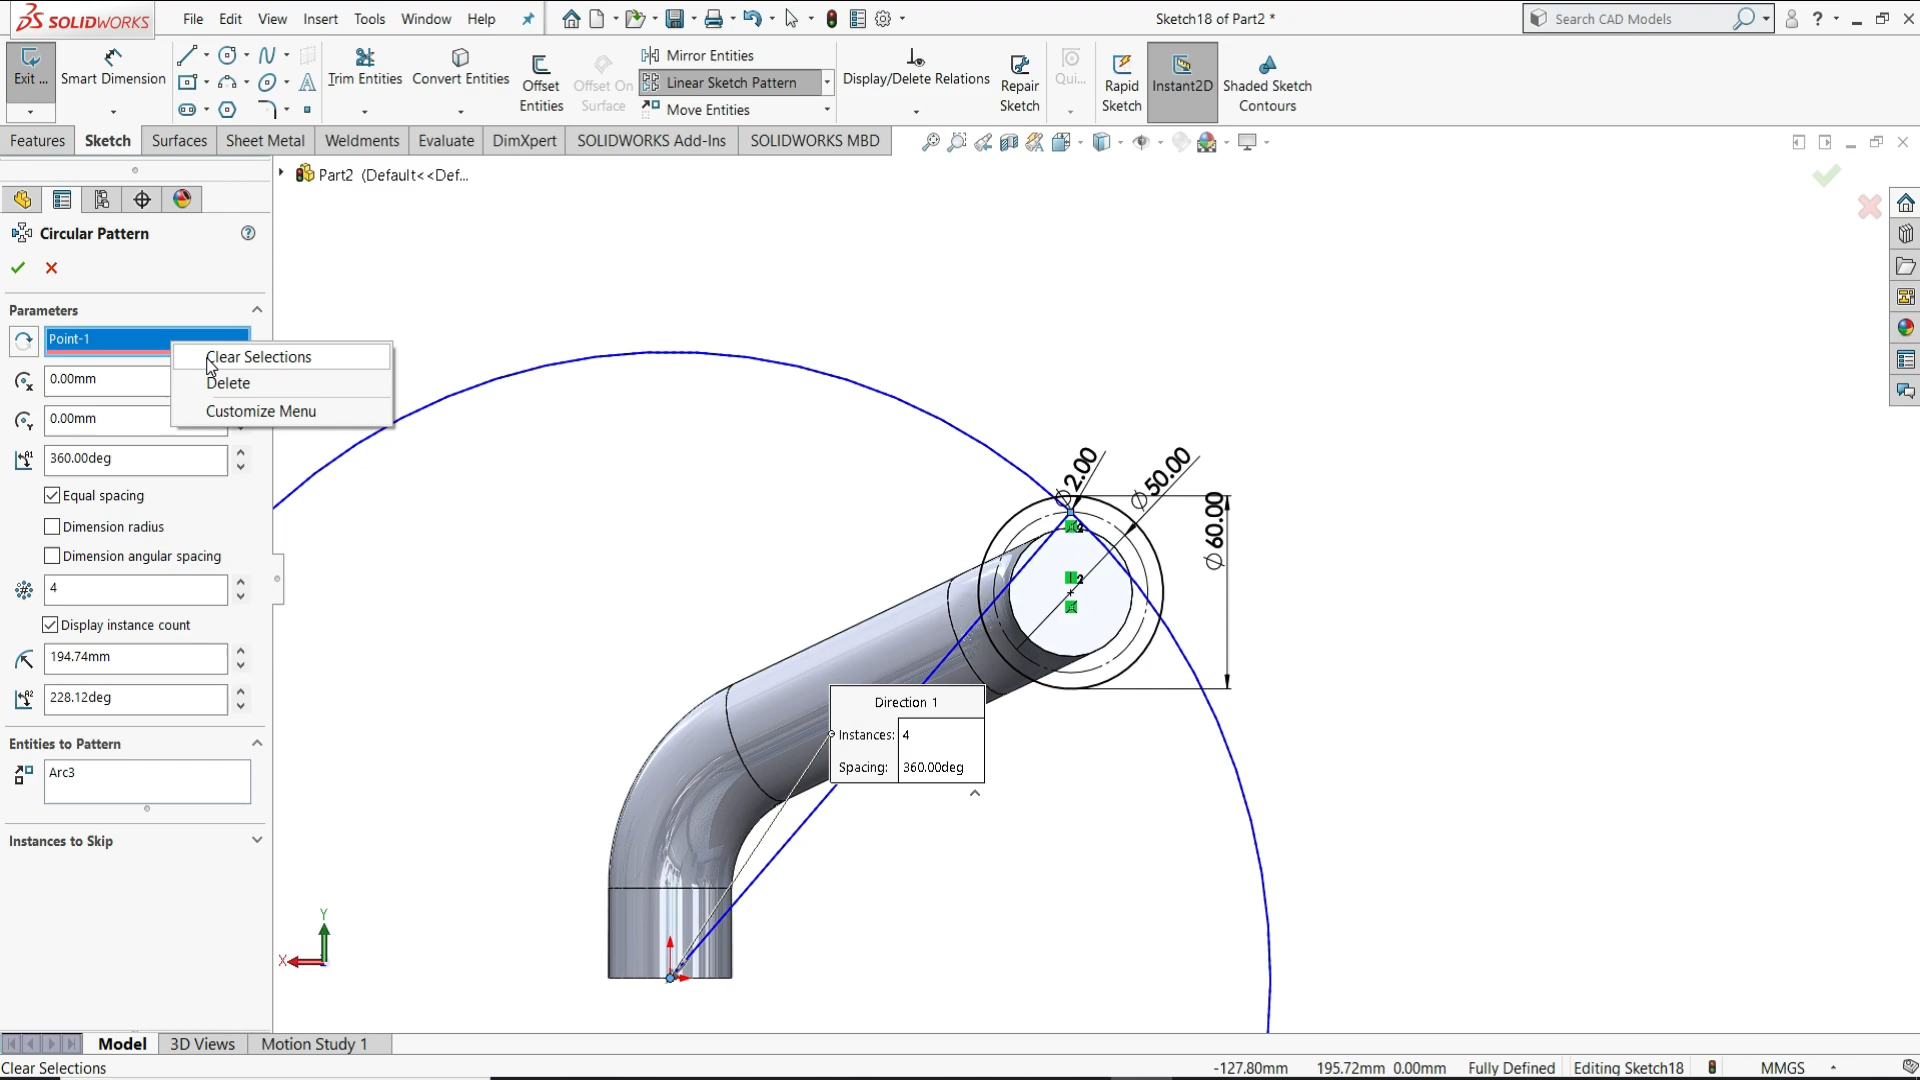 SOLIDWORKS
File Edit View Insert Tools Window Help
Sketch18 of Part2 *
Search CAD Models
Exit ...
Smart Dimension
Trim Entities
Convert Entities
Offset Entities
Offset On Surface
Mirror Entities
Linear Sketch Pattern
Move Entities
Display/Delete Relations
Repair Sketch
Qui...
Rapid Sketch
Instant2D
Shaded Sketch Contours
Features Sketch Surfaces Sheet Metal Weldments Evaluate DimXpert SOLIDWORKS Add-Ins SOLIDWORKS MBD
Part2 (Default<<Def...
Circular Pattern
Parameters
Point-1
Clear Selections
Delete
Customize Menu
0.00mm
0.00mm
360.00deg
Equal spacing
Dimension radius
Dimension angular spacing
4
Display instance count
194.74mm
228.12deg
Entities to Pattern
Arc3
Instances to Skip
∅2.00
∅50.00
∅60.00
2
2
Direction 1
Instances: 4
Spacing: 360.00deg
Y
X
Model 3D Views Motion Study 1
Clear Selections
-127.80mm 195.72mm 0.00mm Fully Defined Editing Sketch18 MMGS